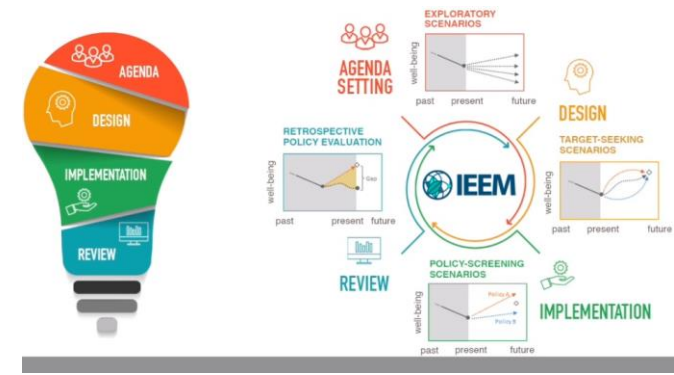 AGENDA
DESIGN
IMPLEMENTATION
REVIEW
EXPLORATORY
SCENARIOS
well-being
past present future
AGENDA
SETTING
DESIGN
TARGET-SEEKING
SCENARIOS
well-being
past present future
RETROSPECTIVE
POLICY EVALUATION
well-being
Gap
past present future
IEEM
REVIEW
POLICY-SCREENING
SCENARIOS
well-being
Policy A
Policy B
past present future
IMPLEMENTATION